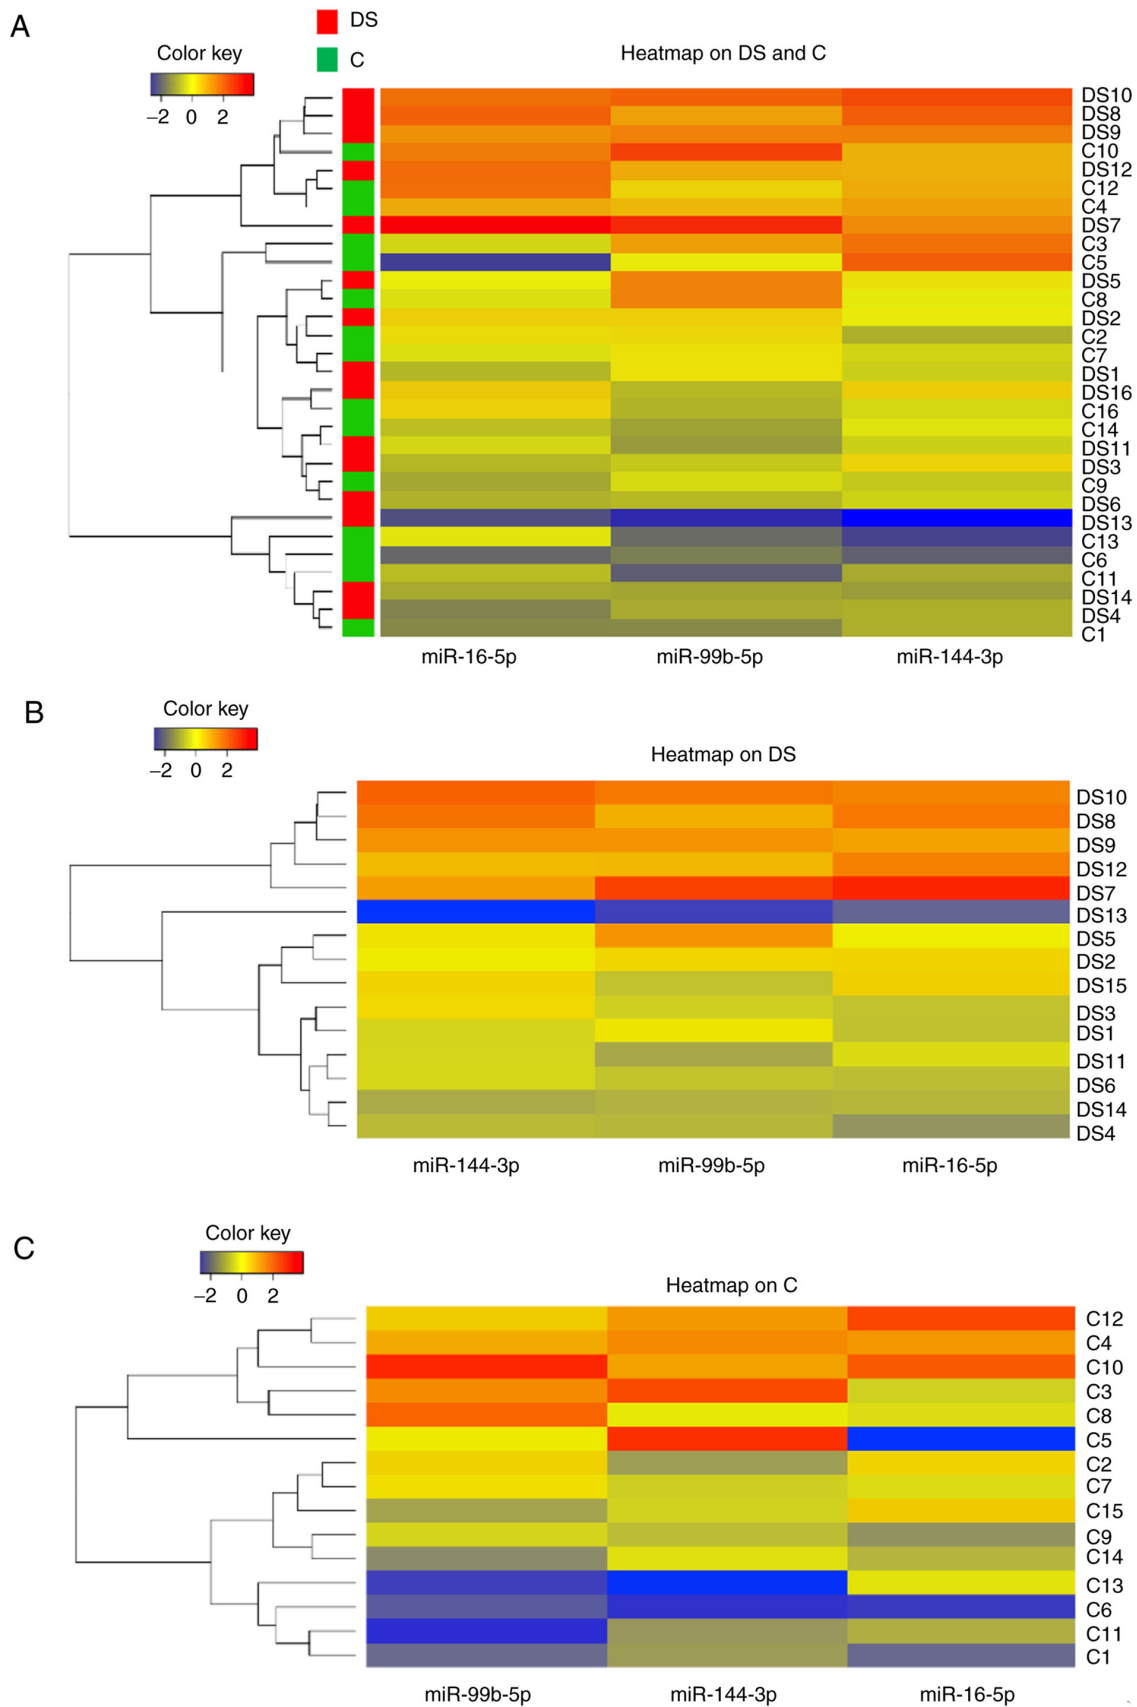 A
DS
C
Color key
−2 0 2
Heatmap on DS and C
DS10
DS8
DS9
C10
DS12
C12
C4
DS7
C3
C5
DS5
C8
DS2
C2
C7
DS1
DS16
C16
C14
DS11
DS3
C9
DS6
DS13
C13
C6
C11
DS14
DS4
C1
miR-16-5p miR-99b-5p miR-144-3p
B
Color key
−2 0 2
Heatmap on DS
DS10
DS8
DS9
DS12
DS7
DS13
DS5
DS2
DS15
DS3
DS1
DS11
DS6
DS14
DS4
miR-144-3p miR-99b-5p miR-16-5p
C
Color key
−2 0 2
Heatmap on C
C12
C4
C10
C3
C8
C5
C2
C7
C15
C9
C14
C13
C6
C11
C1
miR-99b-5p miR-144-3p miR-16-5p